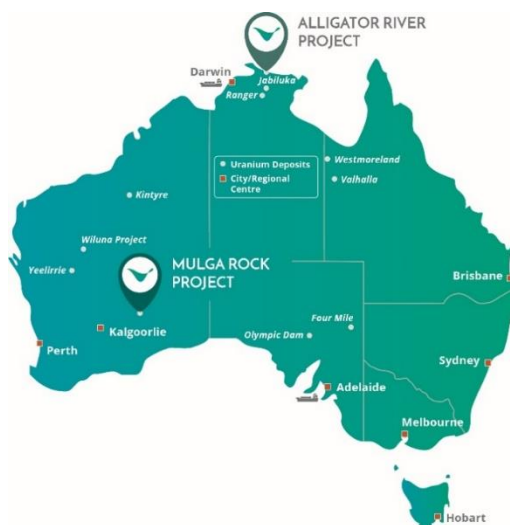 ALLIGATOR RIVER
PROJECT
Darwin
Jabiluka
Ranger
Uranium Deposits
City/Regional
Centre
Westmoreland
Valhalla
Kintyre
Wiluna Project
Yeelirrie
MULGA ROCK
PROJECT
Brisbane
Kalgoorlie
Four Mile
Olympic Dam
Perth
Sydney
Adelaide
Melbourne
Hobart